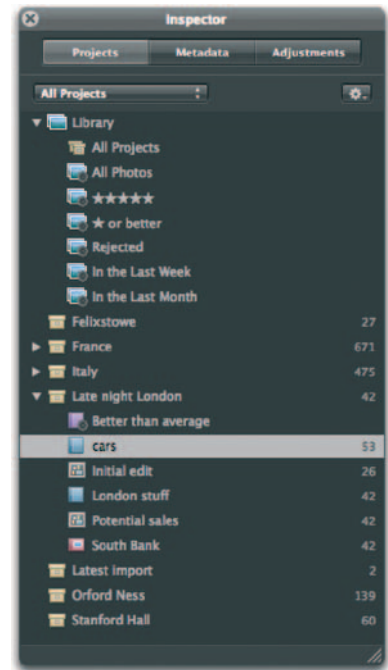 Inspector
Projects Metadata Adjustments
All Projects
Library
All Projects
All Photos
★★★★★
★ or better
Rejected
In the Last Week
In the Last Month
Felixstowe 27
France 671
Italy 475
Late night London 42
Better than average
cars 53
Initial edit 26
London stuff 42
Potential sales 42
South Bank 42
Latest import 2
Orford Ness 139
Stanford Hall 60